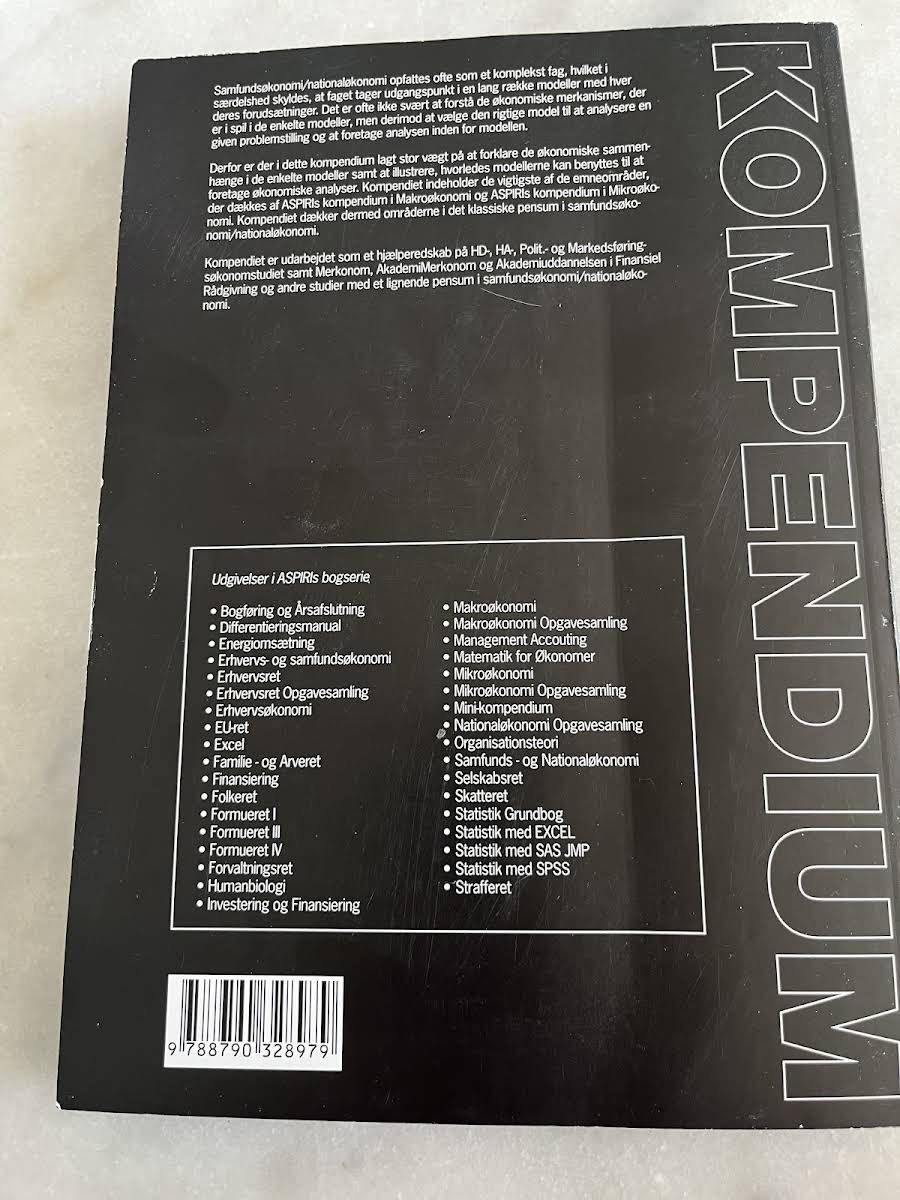 Samfundsøkonomi/nationaløkonomi opfattes ofte som et komplekst fag, hvilket i
særdelshed skyldes, at faget tager udgangspunkt i en lang række modeller med hver
deres forudsætninger. Det er ofte ikke svært at forstå de økonomiske merkanismer, der
er i spil i de enkelte modeller, men derimod at vælge den rigtige model til at analysere en
given problemstilling og at foretage analysen inden for modellen.
Derfor er der i dette kompendium lagt stor vægt på at forklare de økonomiske sammen-
hænge i de enkelte modeller samt at illustrere, hvorledes modellerne kan benyttes til at
foretage økonomiske analyser. Kompendiet indeholder de vigtigste af de emneområder,
der dækkes af ASPIRIs kompendium i Makroøkonomi og ASPIRIs kompendium i Mikroøko-
nomi. Kompendiet dækker dermed områderne i det klassiske pensum i samfundsøko-
nomi/nationaløkonomi.
Kompendiet er udarbejdet som et hjælperedskab på HD-, HA-, Polit.- og Markedsføring-
søkonomstudiet samt Merkonom, AkademiMerkonom og Akademiuddannelsen i Finansiel
Rådgivning og andre studier med et lignende pensum i samfundsøkonomi/nationaløko-
nomi.
KOMPENDIUM
Udgivelser i ASPIRIs bogserie
• Bogføring og Årsafslutning
• Differentieringsmanual
• Energiomsætning
• Erhvervs- og samfundsøkonomi
• Erhvervsret
• Erhvervsret Opgavesamling
• Erhvervsøkonomi
• EU-ret
• Excel
• Familie - og Arveret
• Finansiering
• Folkeret
• Formueret I
• Formueret III
• Formueret IV
• Forvaltningsret
• Humanbiologi
• Investering og Finansiering
• Makroøkonomi
• Makroøkonomi Opgavesamling
• Management Accouting
• Matematik for Økonomer
• Mikroøkonomi
• Mikroøkonomi Opgavesamling
• Mini-kompendium
• Nationaløkonomi Opgavesamling
• Organisationsteori
• Samfunds - og Nationaløkonomi
• Selskabsret
• Skatteret
• Statistik Grundbog
• Statistik med EXCEL
• Statistik med SAS JMP
• Statistik med SPSS
• Strafferet
9 788790 328979